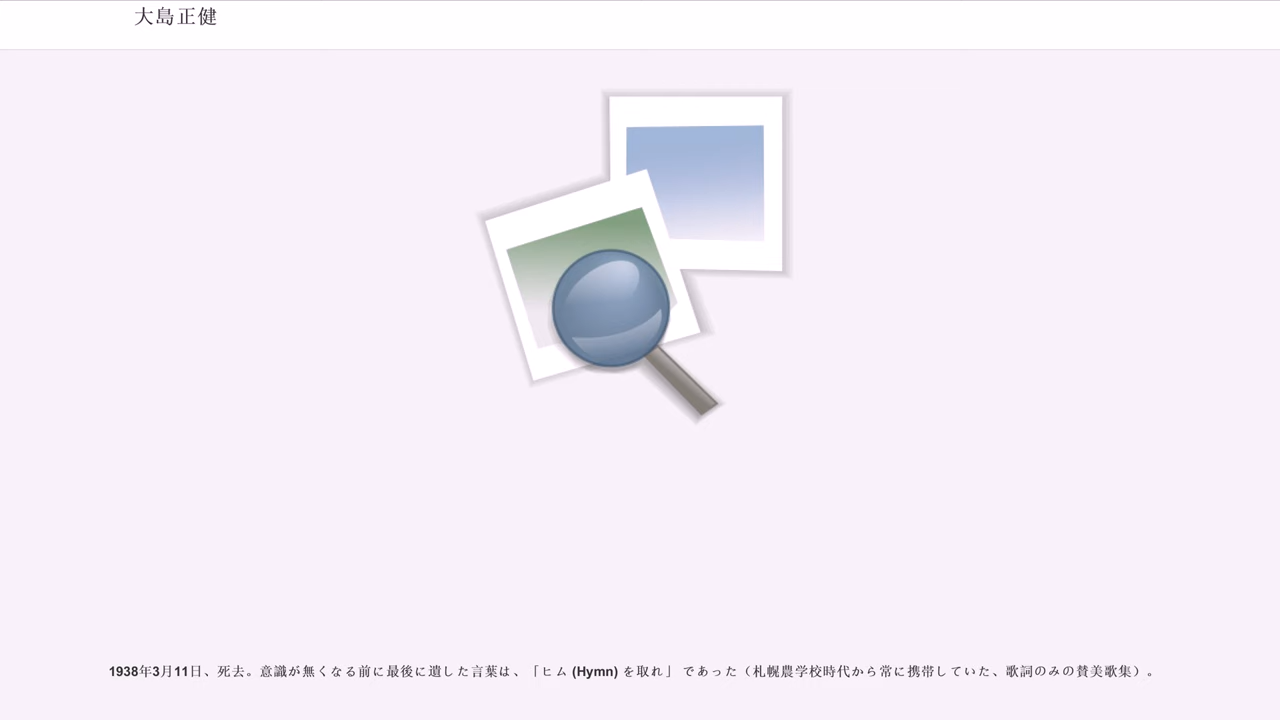 大島正健
1938年3月11日、死去。意識が無くなる前に最後に遺した言葉は、「ヒム (Hymn) を取れ」 であった（札幌農学校時代から常に携帯していた、歌詞のみの賛美歌集）。